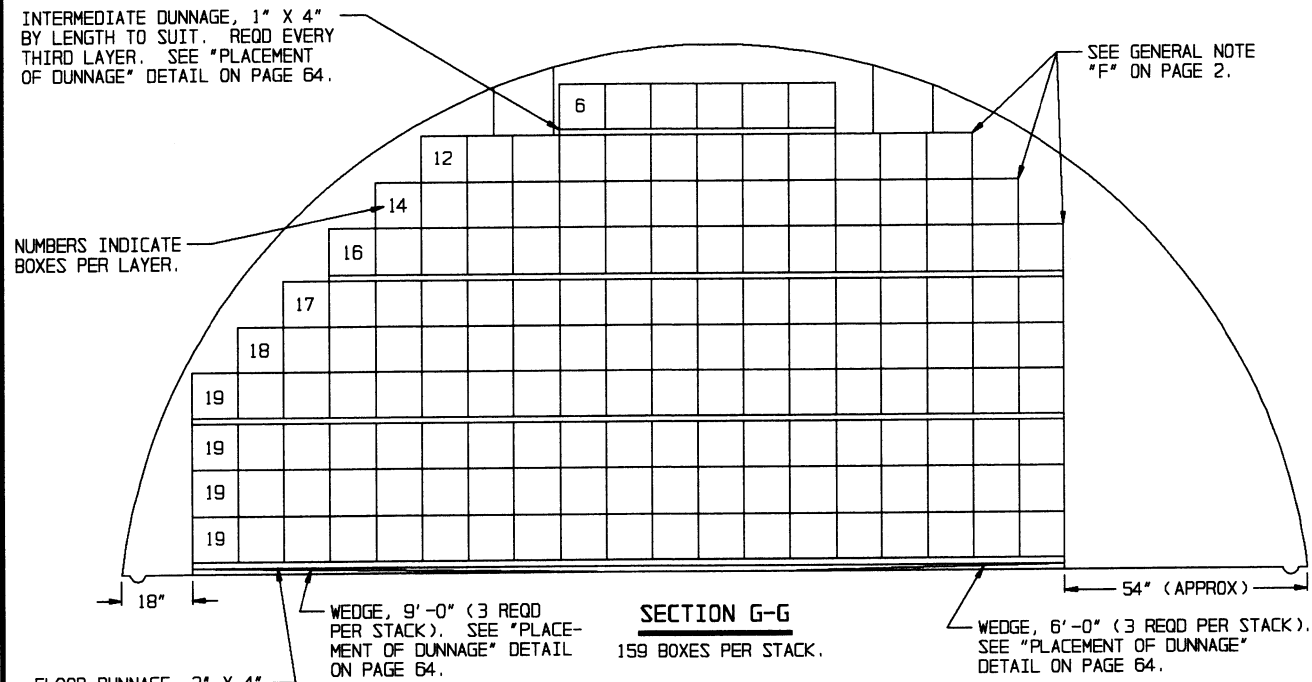 INTERMEDIATE DUNNAGE, 1" X 4"
BY LENGTH TO SUIT. REQD EVERY
THIRD LAYER. SEE "PLACEMENT
OF DUNNAGE" DETAIL ON PAGE 64.
SEE GENERAL NOTE
"F" ON PAGE 2.
6
12
14
NUMBERS INDICATE
BOXES PER LAYER.
16
17
18
19
19
19
19
18"
54" (APPROX)
WEDGE, 9'-0" (3 REQD
PER STACK). SEE "PLACE-
MENT OF DUNNAGE" DETAIL
ON PAGE 64.
SECTION G-G
159 BOXES PER STACK.
WEDGE, 6'-0" (3 REQD PER STACK).
SEE "PLACEMENT OF DUNNAGE"
DETAIL ON PAGE 64.
FLOOR DUNNAGE, 2" X 4"